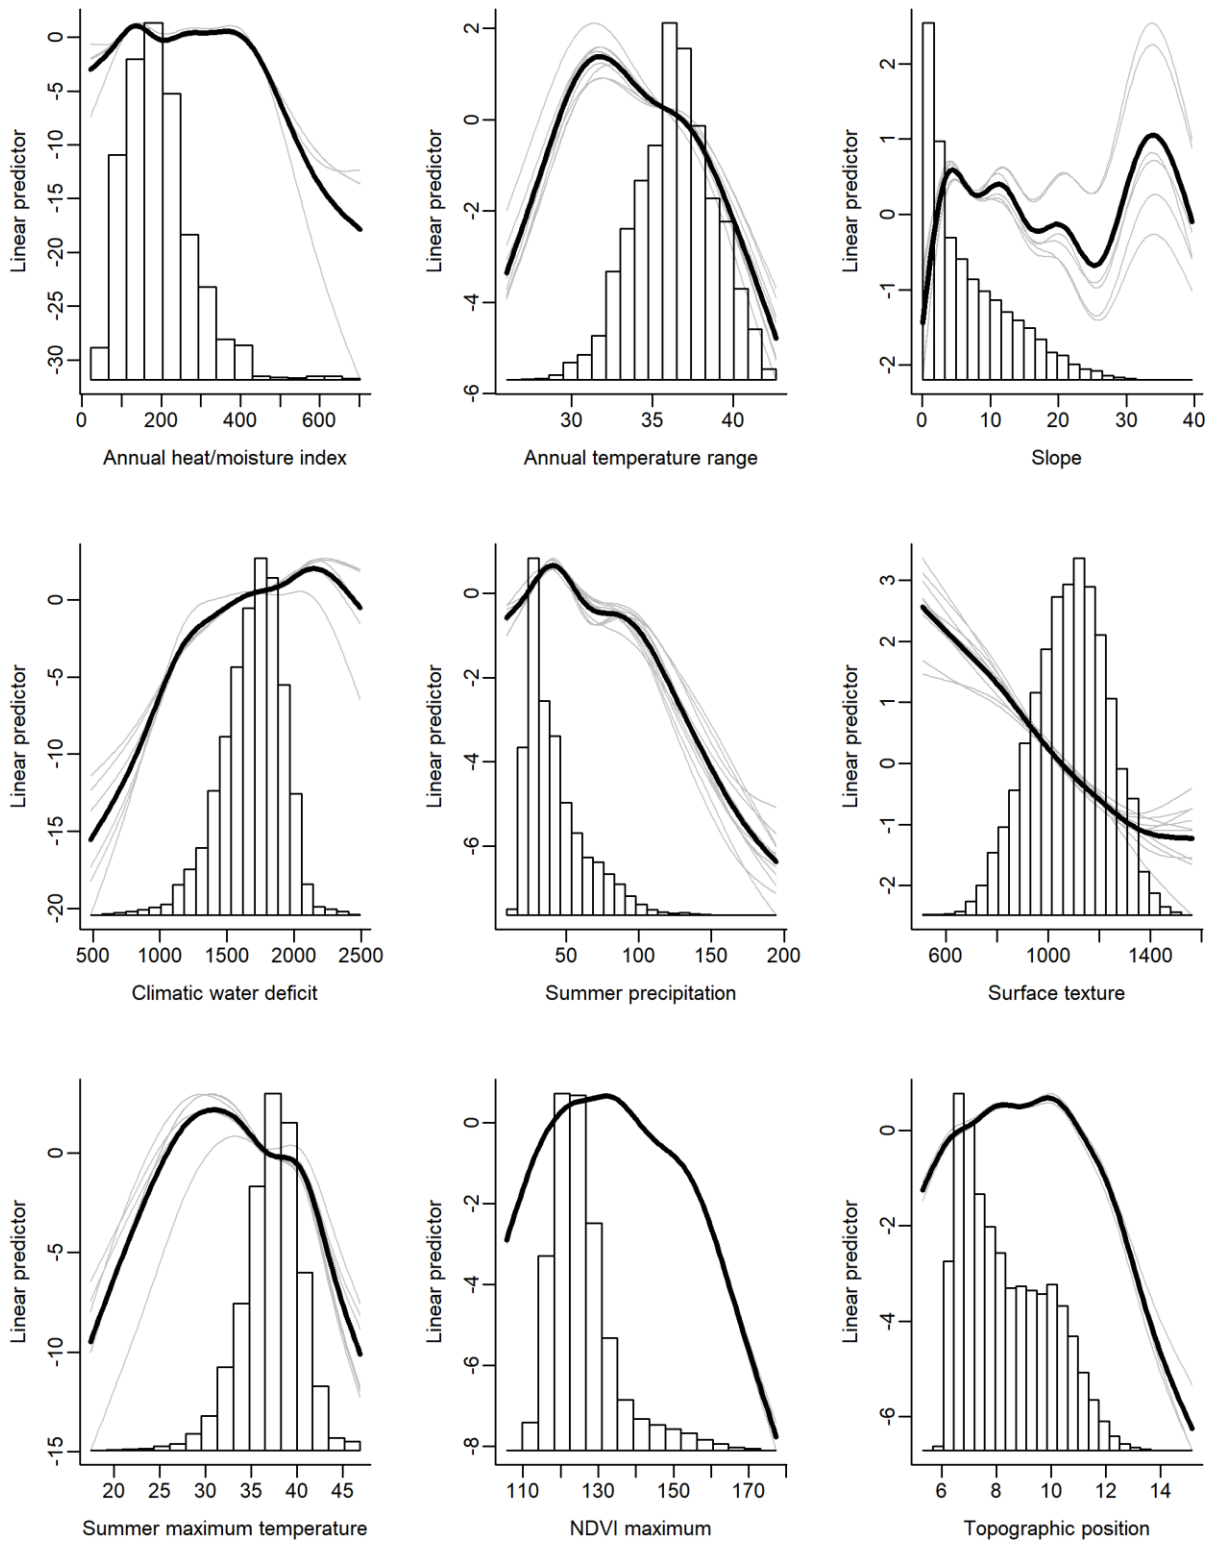 Linear predictor
0
-5
-10
-15
-20
-25
-30
0 200 400 600
Annual heat/moisture index
Linear predictor
2
0
-2
-4
-6
30 35 40
Annual temperature range
Linear predictor
2
1
0
-1
-2
0 10 20 30 40
Slope
Linear predictor
0
-5
-10
-15
-20
500 1000 1500 2000 2500
Climatic water deficit
Linear predictor
0
-2
-4
-6
50 100 150 200
Summer precipitation
Linear predictor
3
2
1
0
-1
-2
600 1000 1400
Surface texture
Linear predictor
0
-5
-10
-15
20 25 30 35 40 45
Summer maximum temperature
Linear predictor
0
-2
-4
-6
-8
110 130 150 170
NDVI maximum
Linear predictor
0
-2
-4
-6
6 8 10 12 14
Topographic position